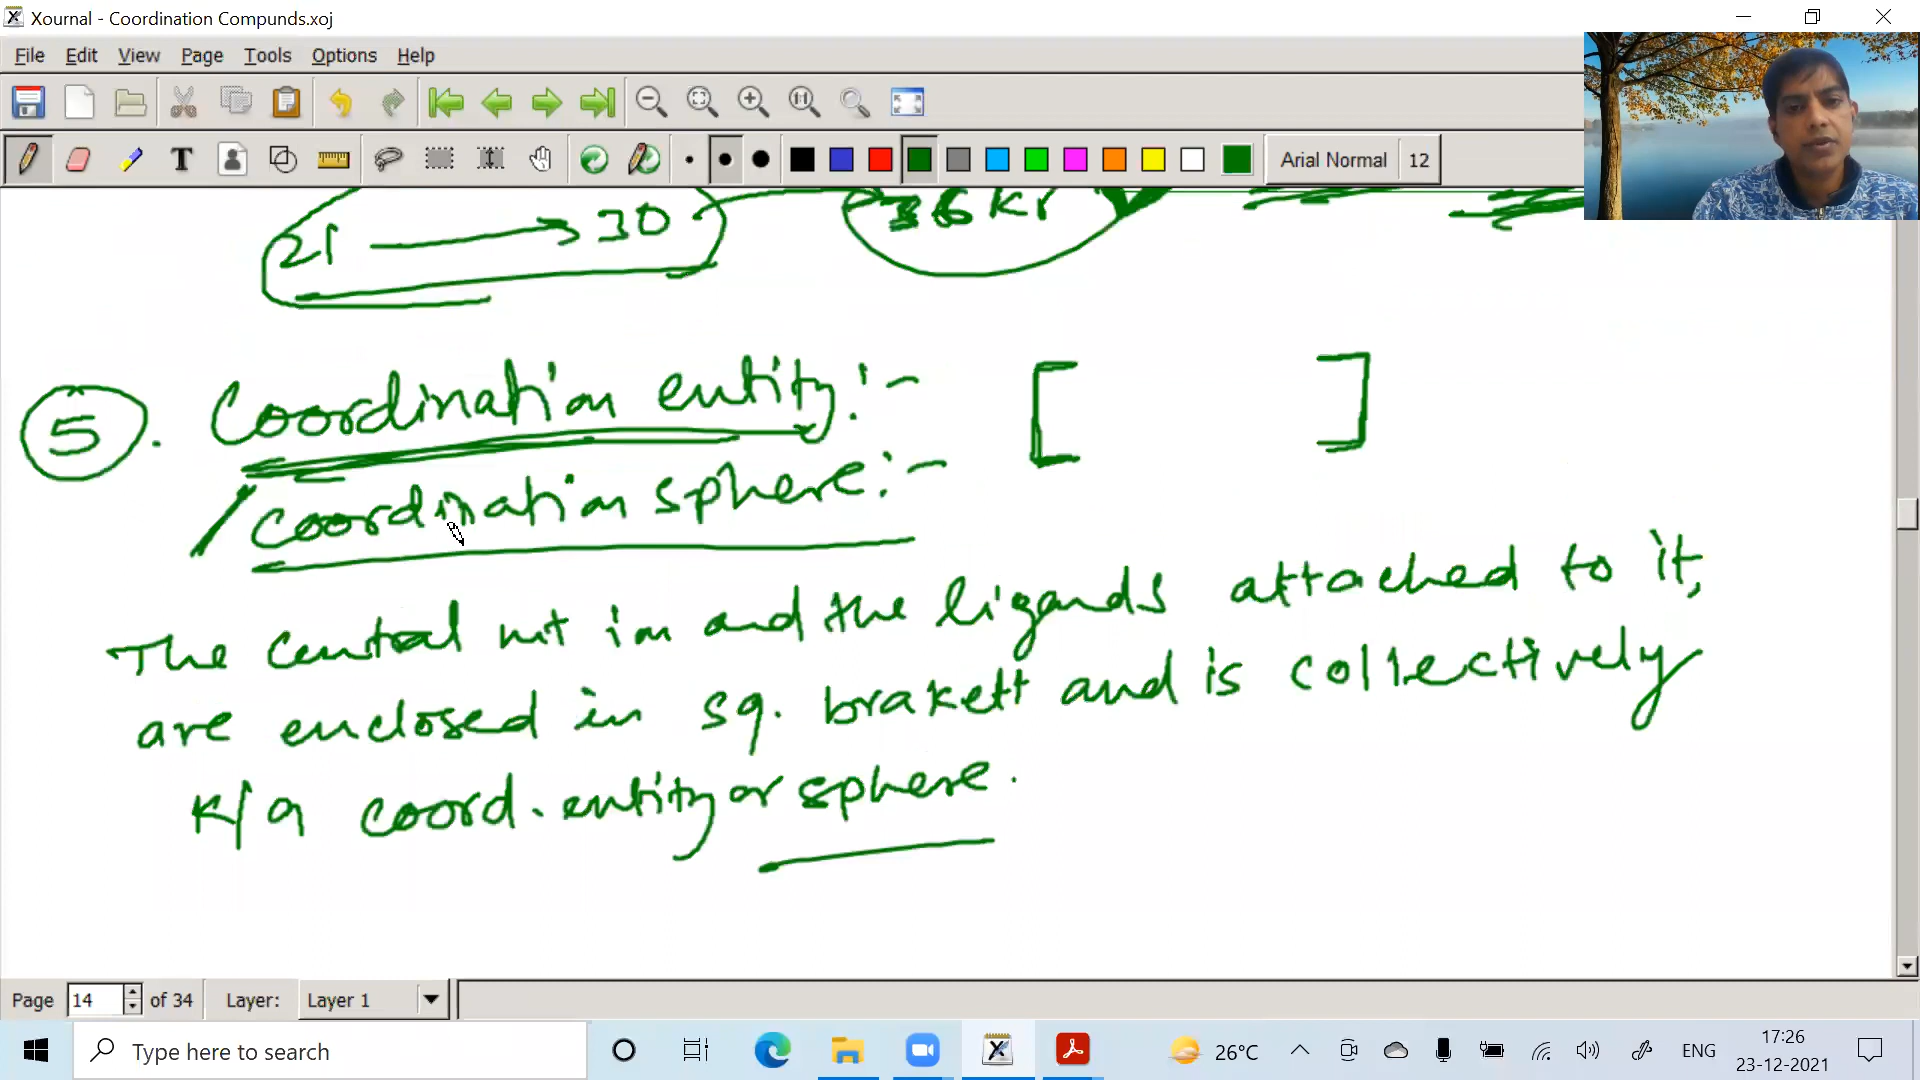 Xournal - Coordination Compunds.xoj
File Edit View Page Tools Options Help
Arial Normal 12
21 → 30 36 Kr
5. Coordination entity:- [ ]
/Coordination sphere:-
The central mt ion and the ligands attached to it,
are enclosed in sq. brakett and is collectively
K/a coord. entity or sphere.
Page 14 of 34 Layer: Layer 1
Type here to search
26°C
ENG
17:26
23-12-2021